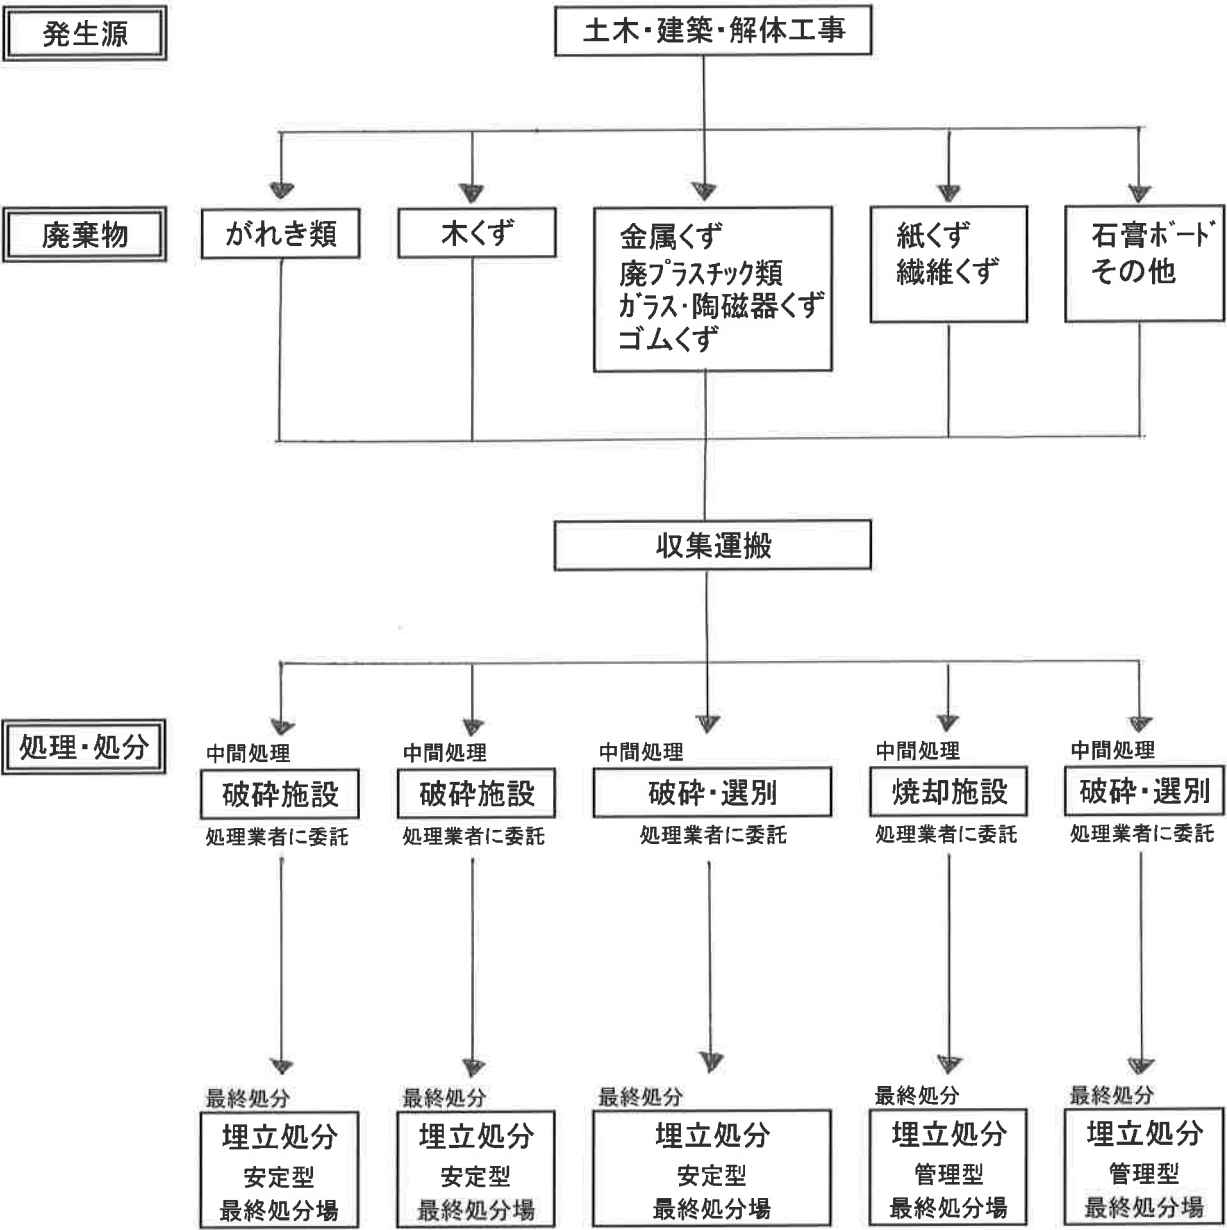 発生源
土木・建築・解体工事
廃棄物
がれき類
木くず
金属くず
廃プラスチック類
ガラス・陶磁器くず
ゴムくず
紙くず
繊維くず
石膏ボード
その他
収集運搬
処理・処分
中間処理
破砕施設
処理業者に委託
中間処理
破砕施設
処理業者に委託
中間処理
破砕・選別
処理業者に委託
中間処理
焼却施設
処理業者に委託
中間処理
破砕・選別
処理業者に委託
最終処分
埋立処分
安定型
最終処分場
最終処分
埋立処分
安定型
最終処分場
最終処分
埋立処分
安定型
最終処分場
最終処分
埋立処分
管理型
最終処分場
最終処分
埋立処分
管理型
最終処分場